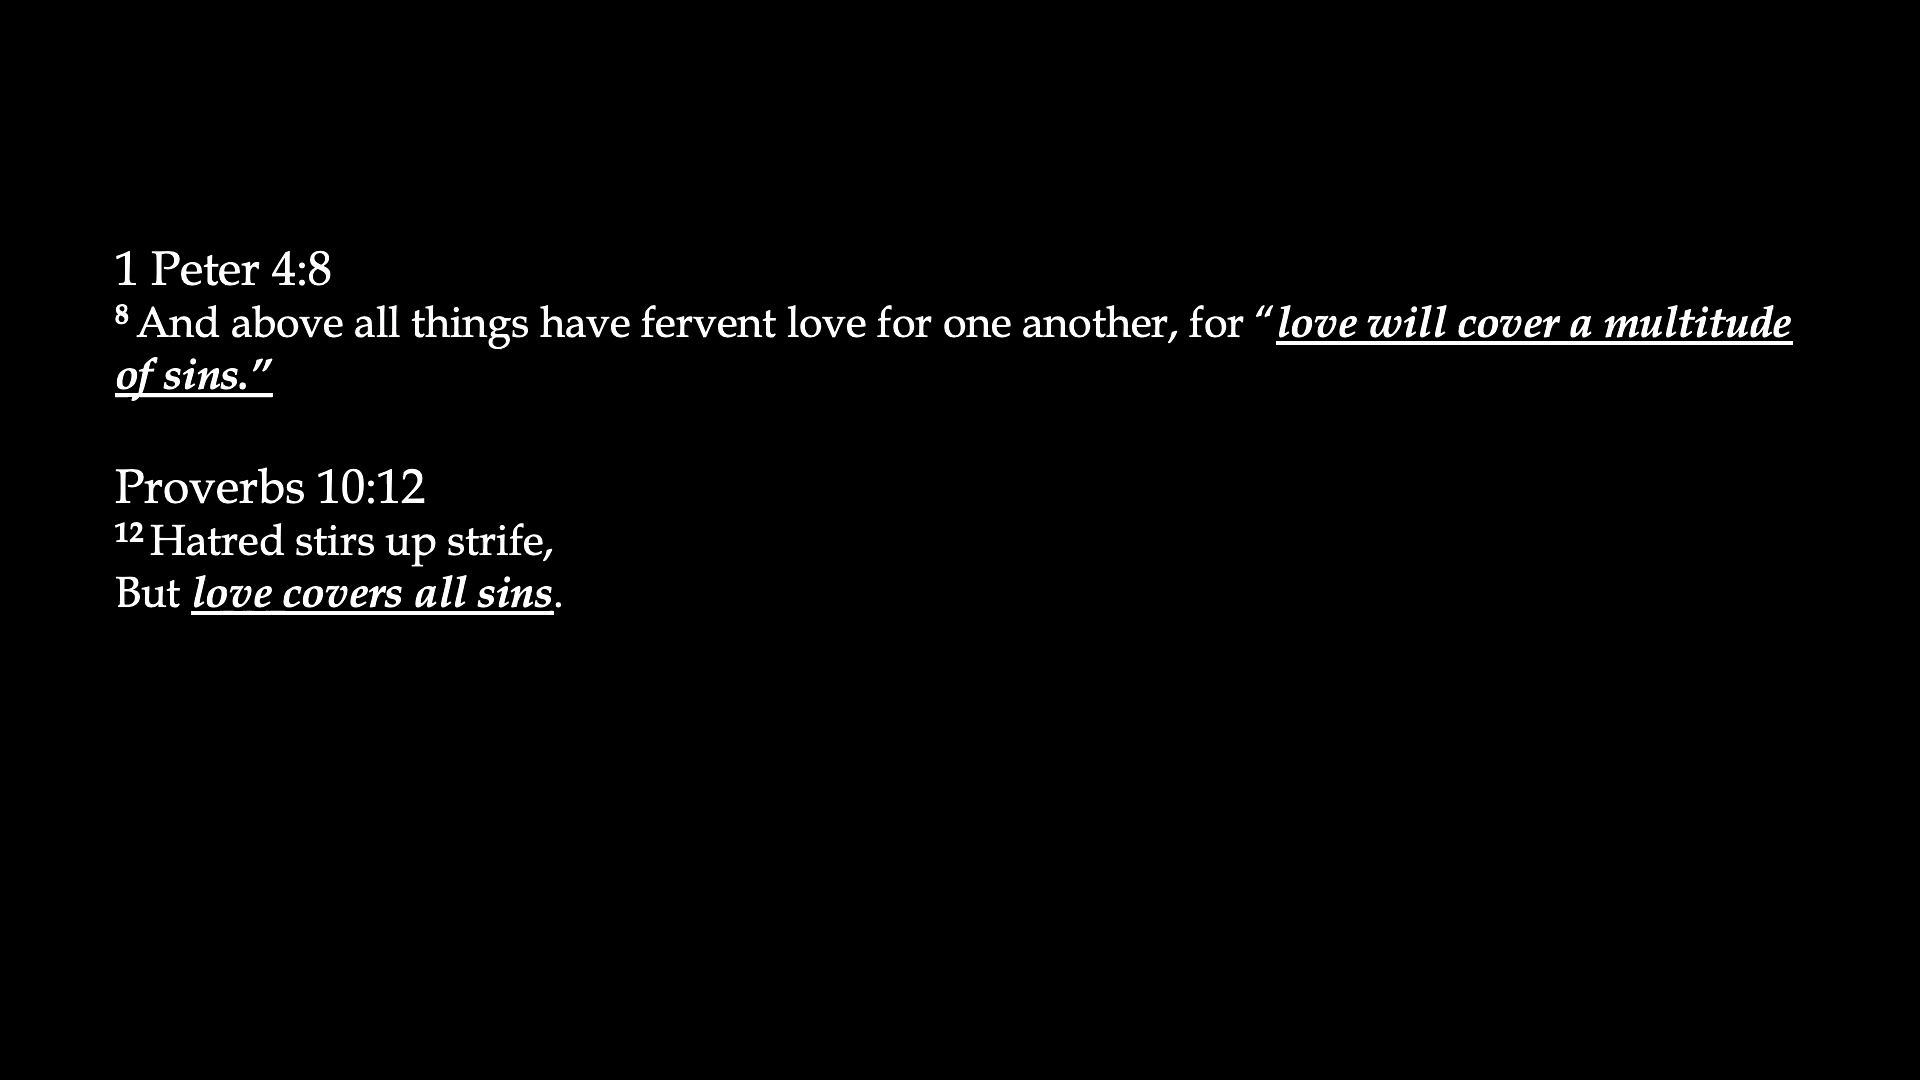 1 Peter 4:8
8 And above all things have fervent love for one another, for “love will cover a multitude
of sins.”
Proverbs 10:12
12 Hatred stirs up strife,
But love covers all sins.